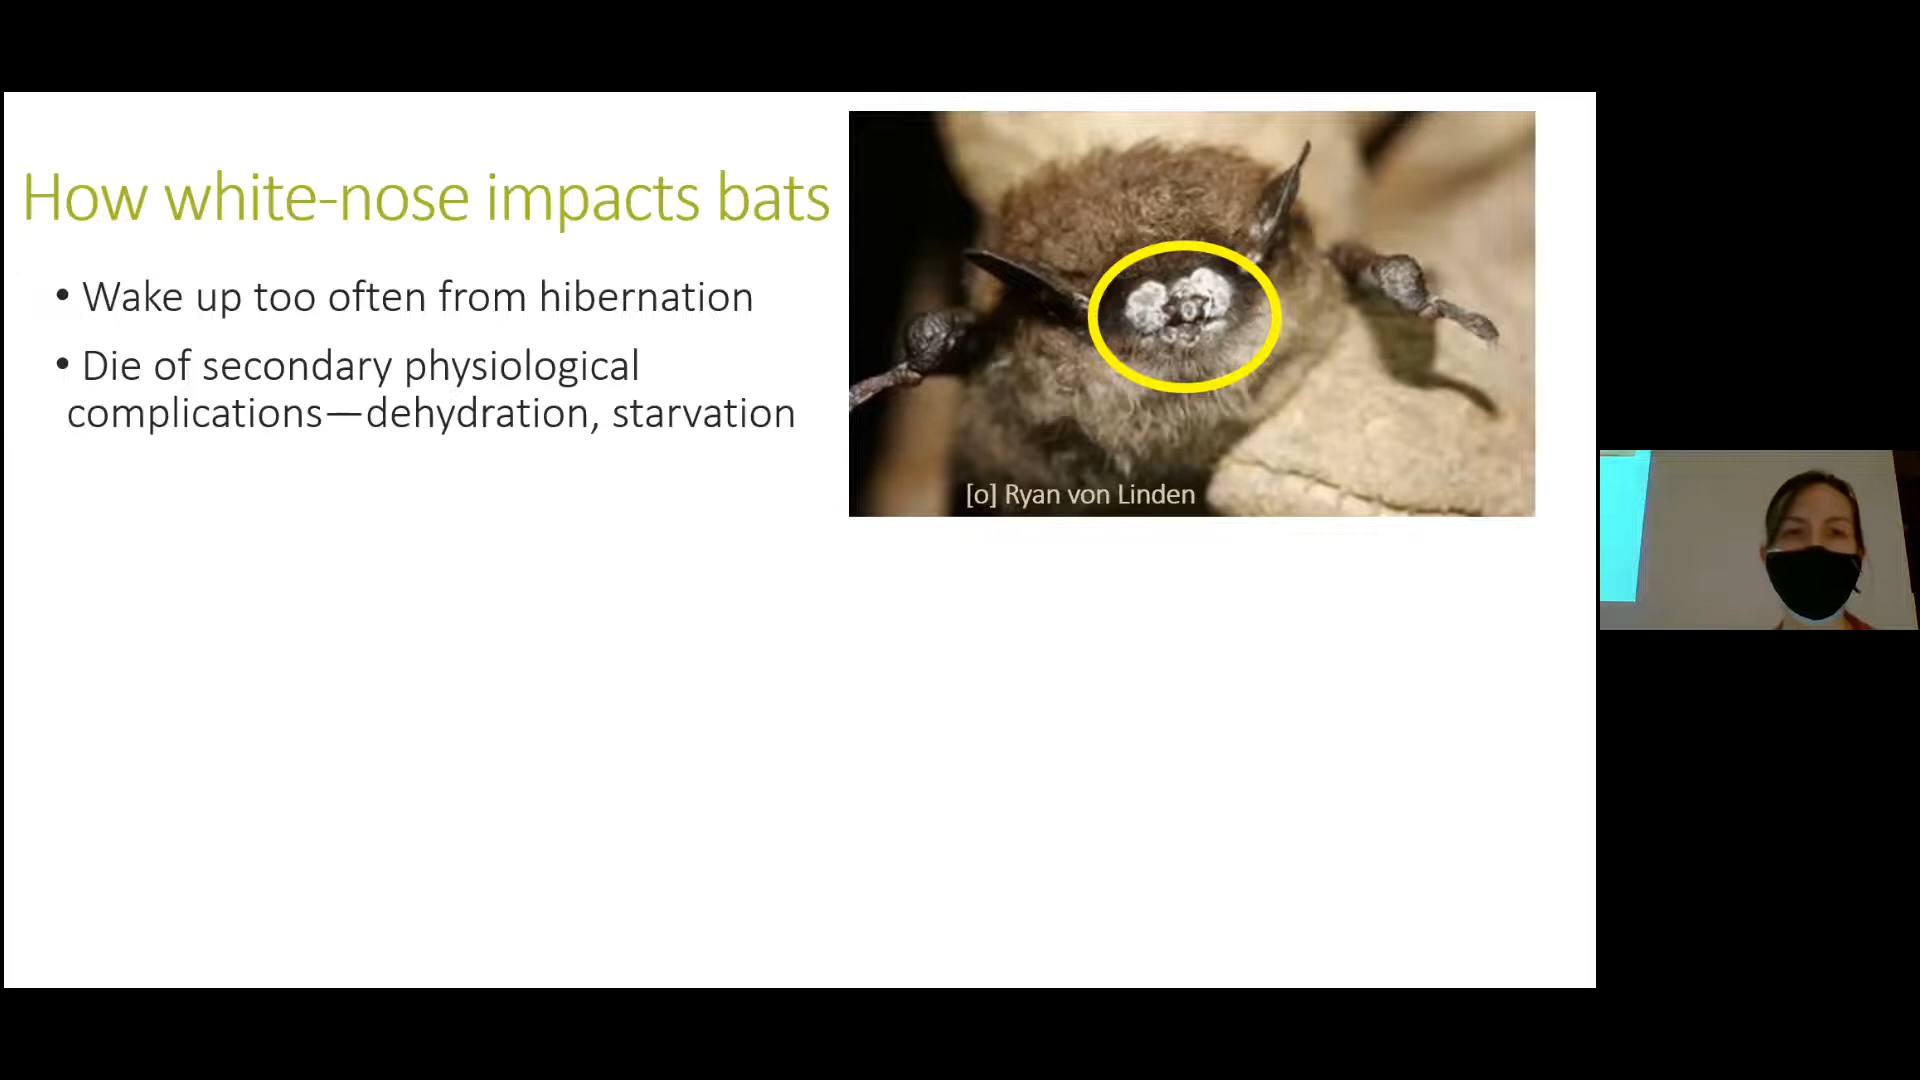 How white-nose impacts bats
• Wake up too often from hibernation
• Die of secondary physiological
complications—dehydration, starvation
[o] Ryan von Linden